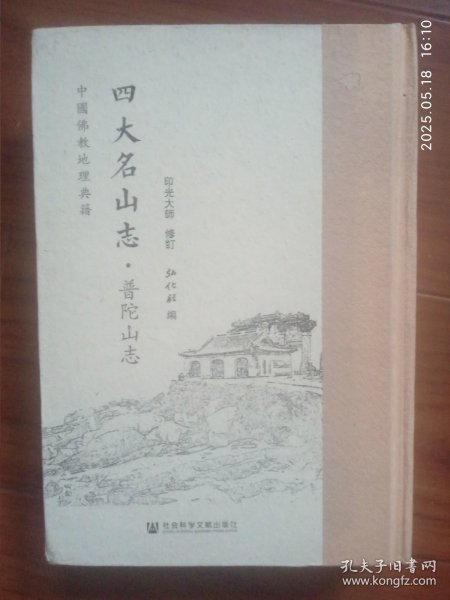 中國佛教地理典籍
四大名山志·普陀山志
印光大師 修訂 弘化社 編
社会科学文献出版社
2025.05.18 16:10
孔夫子旧书网
www.kongfz.com